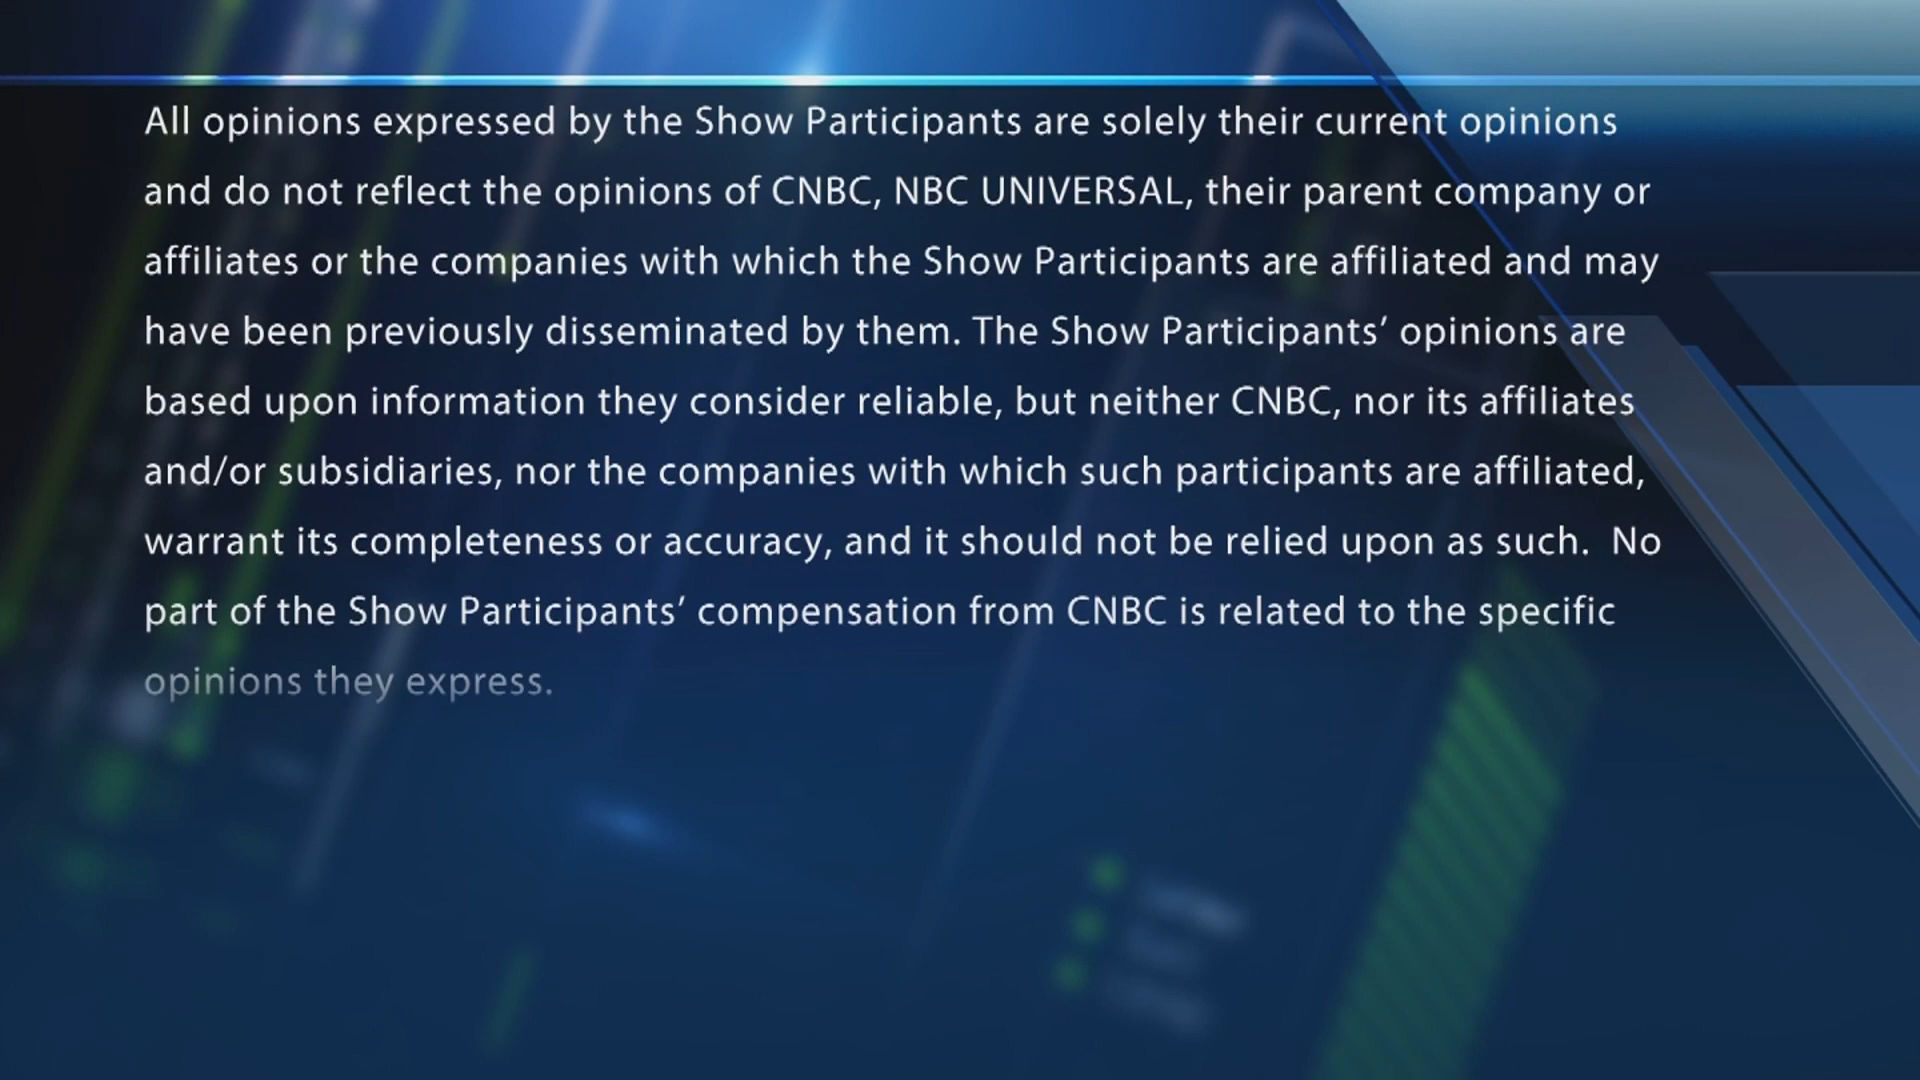 All opinions expressed by the Show Participants are solely their current opinions
and do not reflect the opinions of CNBC, NBC UNIVERSAL, their parent company or
affiliates or the companies with which the Show Participants are affiliated and may
have been previously disseminated by them. The Show Participants’ opinions are
based upon information they consider reliable, but neither CNBC, nor its affiliates
and/or subsidiaries, nor the companies with which such participants are affiliated,
warrant its completeness or accuracy, and it should not be relied upon as such.  No
part of the Show Participants’ compensation from CNBC is related to the specific
opinions they express.